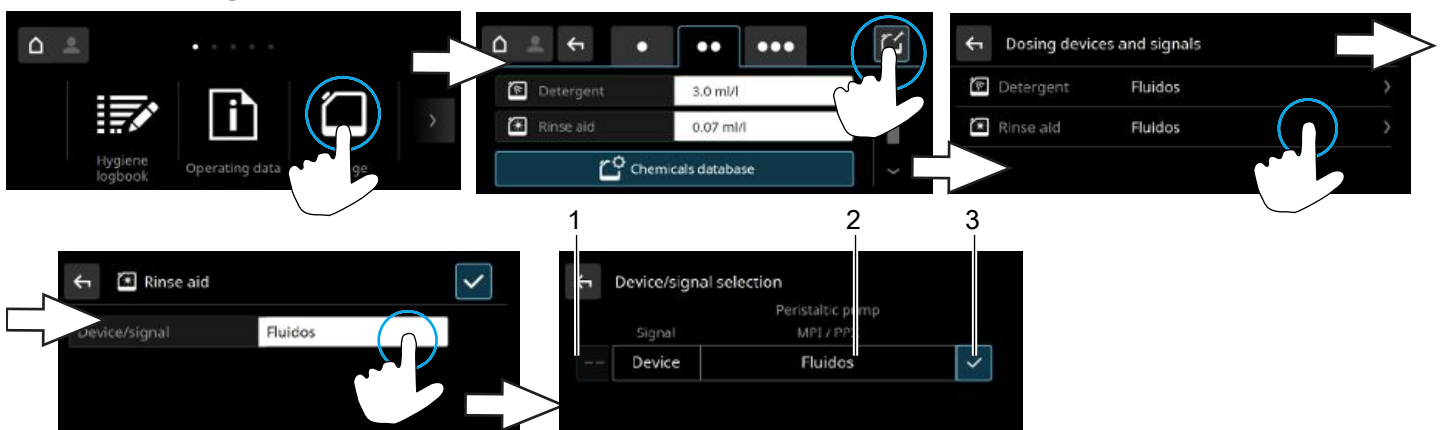 Hygiene
logbook
Operating data
ge
Detergent 3.0 ml/l
Rinse aid 0.07 ml/l
Chemicals database
Dosing devices and signals
Detergent Fluidos
Rinse aid Fluidos
1 2 3
Rinse aid
Device/signal Fluidos
Device/signal selection
Peristaltic pump
Signal MPI / PP
-- Device Fluidos